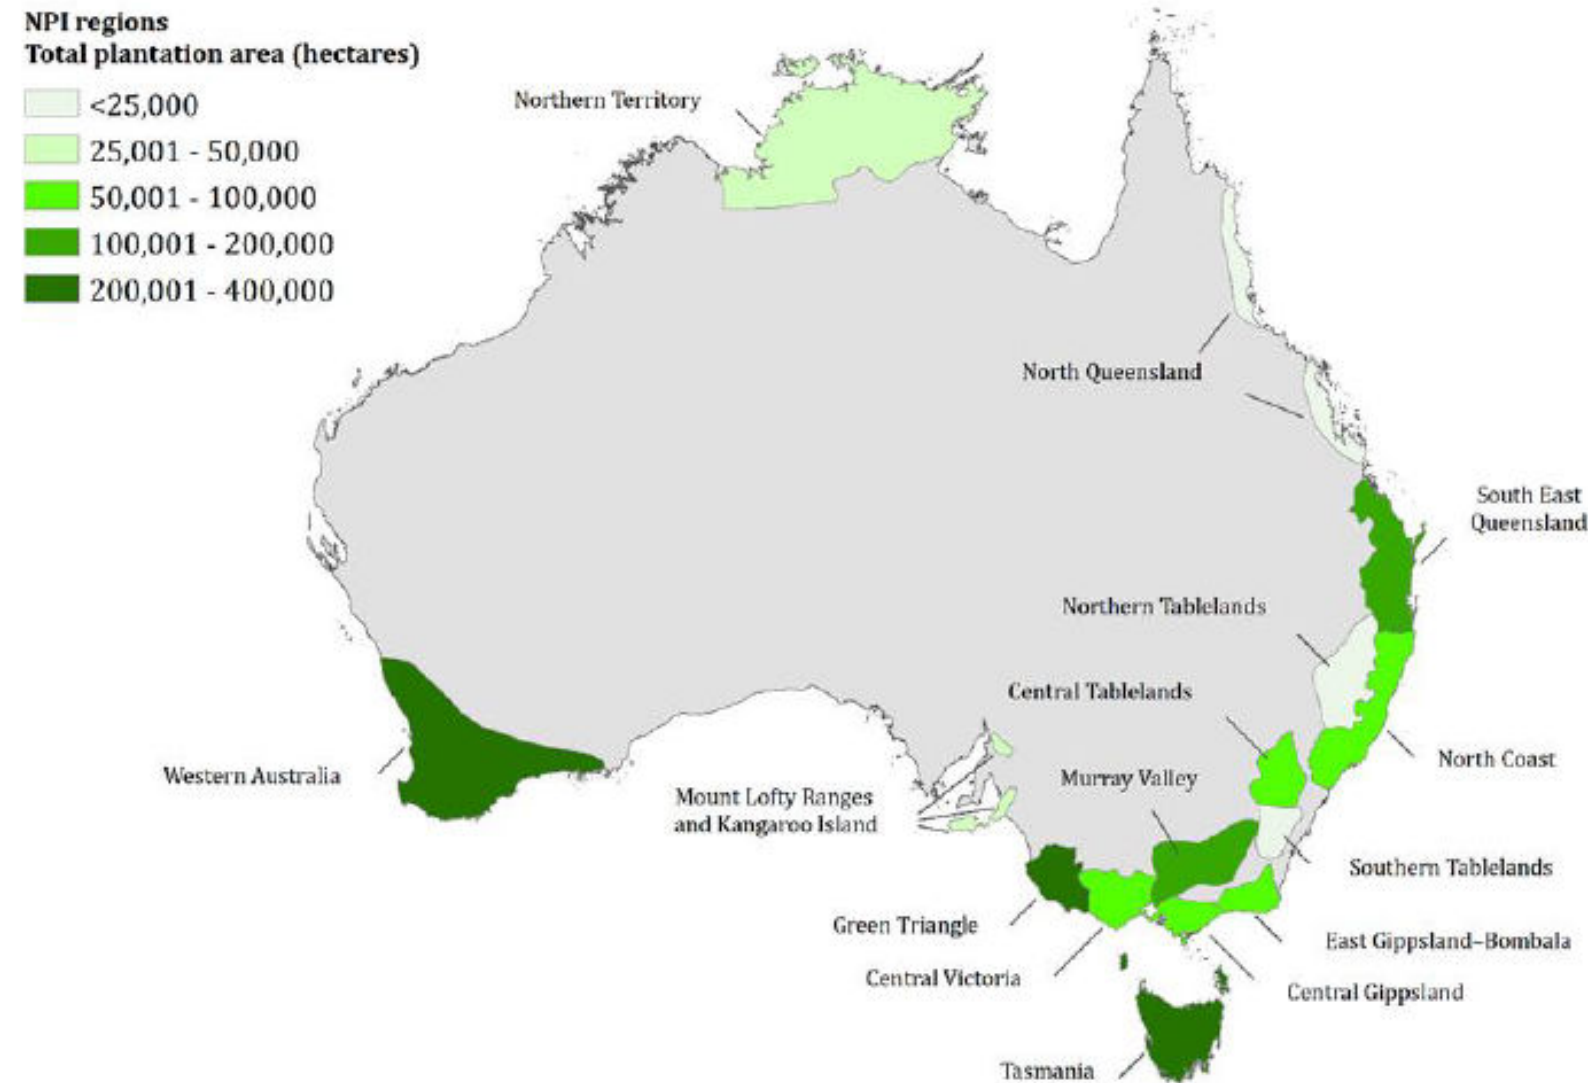 NPI regions
Total plantation area (hectares)
<25,000
25,001 - 50,000
50,001 - 100,000
100,001 - 200,000
200,001 - 400,000
Northern Territory
North Queensland
South East
Queensland
Northern Tablelands
Central Tablelands
North Coast
Western Australia
Murray Valley
Mount Lofty Ranges
and Kangaroo Island
Southern Tablelands
Green Triangle
East Gippsland–Bombala
Central Victoria
Central Gippsland
Tasmania